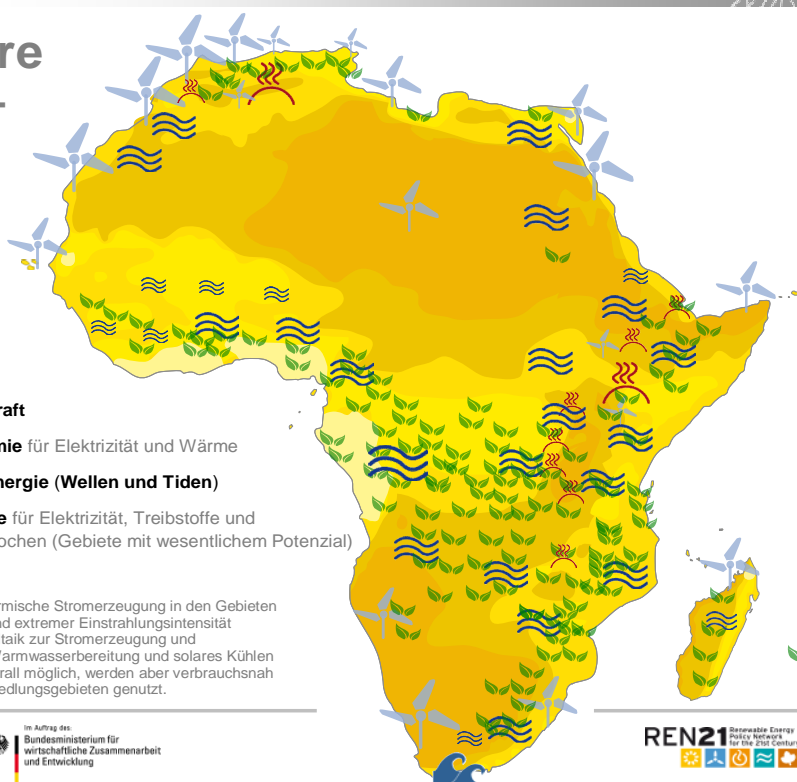 re
raft
mie für Elektrizität und Wärme
nergie (Wellen und Tiden)
e für Elektrizität, Treibstoffe und
ochen (Gebiete mit wesentlichem Potenzial)
rmische Stromerzeugung in den Gebieten
nd extremer Einstrahlungsintensität
taik zur Stromerzeugung und
Warmwasserbereitung und solares Kühlen
rall möglich, werden aber verbrauchsnah
edlungsgebieten genutzt.
Im Auftrag des:
Bundesministerium für
wirtschaftliche Zusammenarbeit
und Entwicklung
REN21
Renewable Energy
Policy Network
for the 21st Century